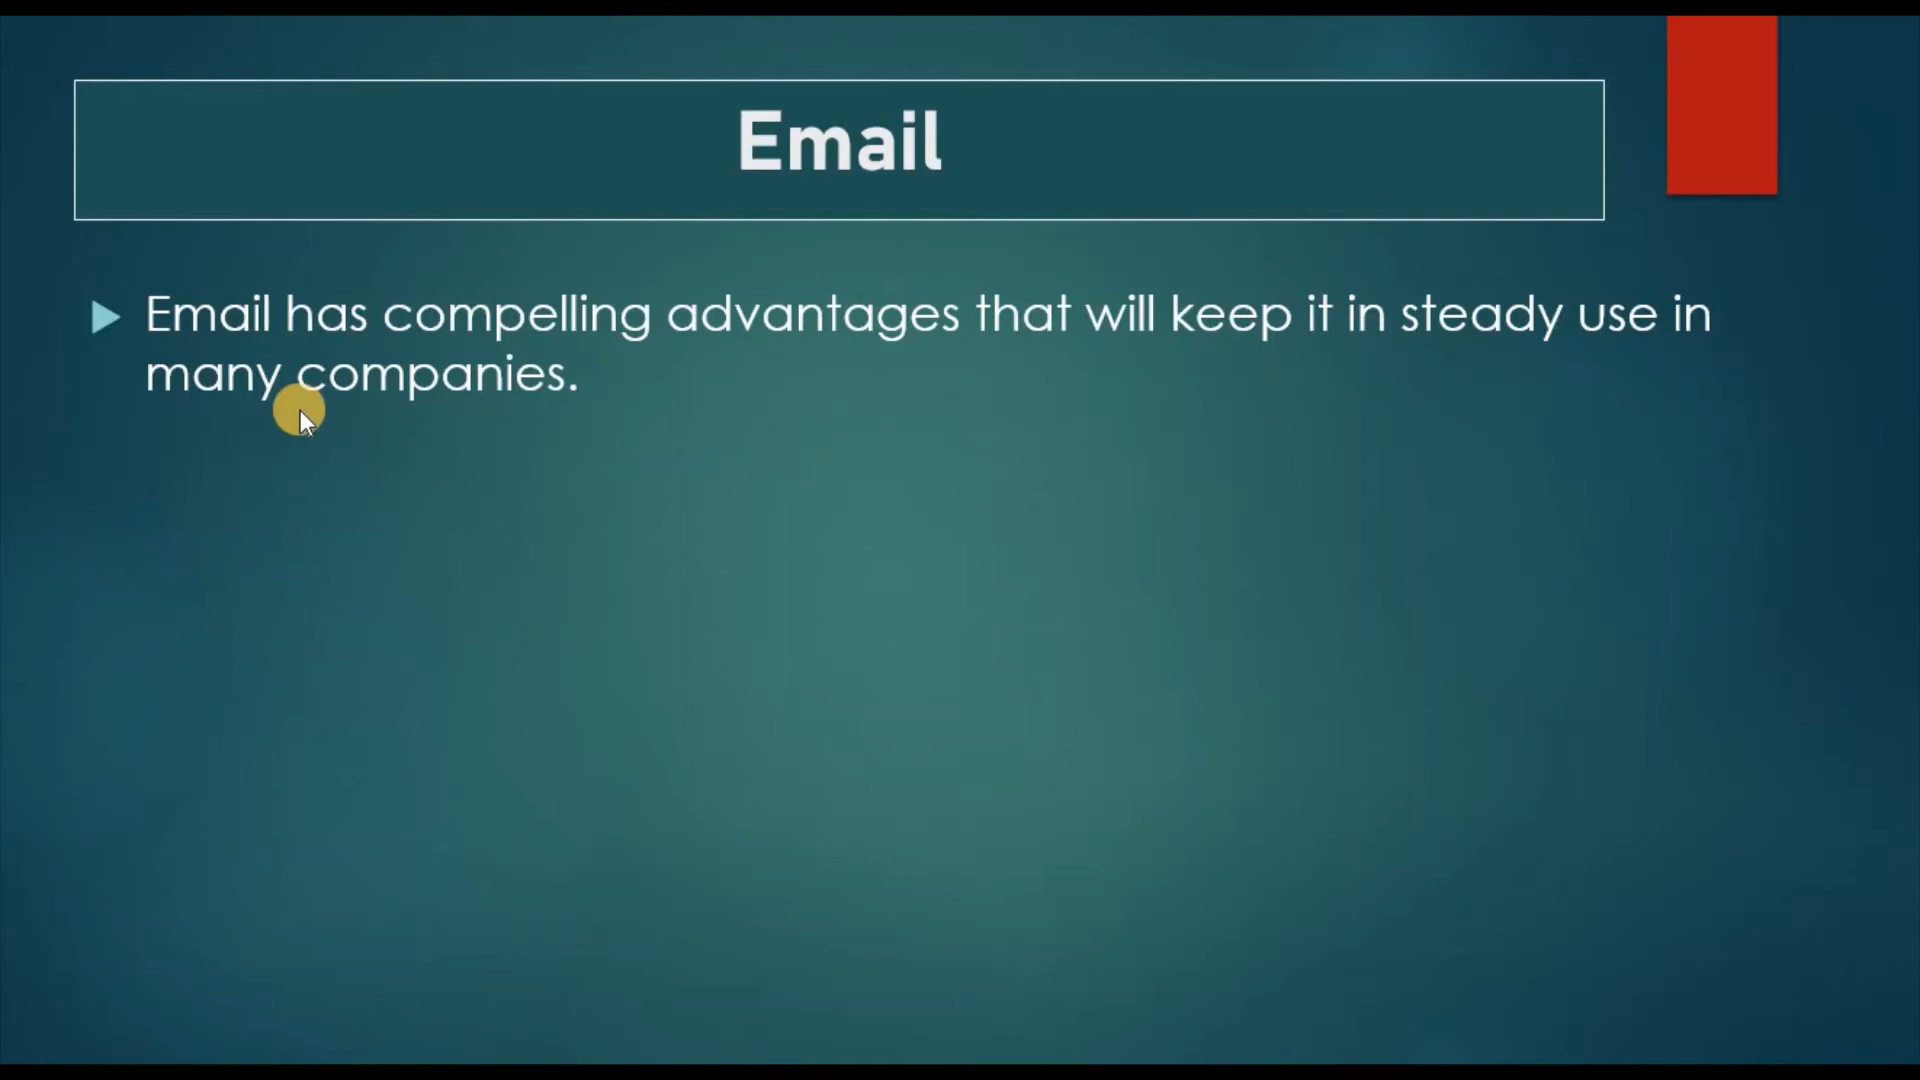 Email
Email has compelling advantages that will keep it in steady use in
many companies.